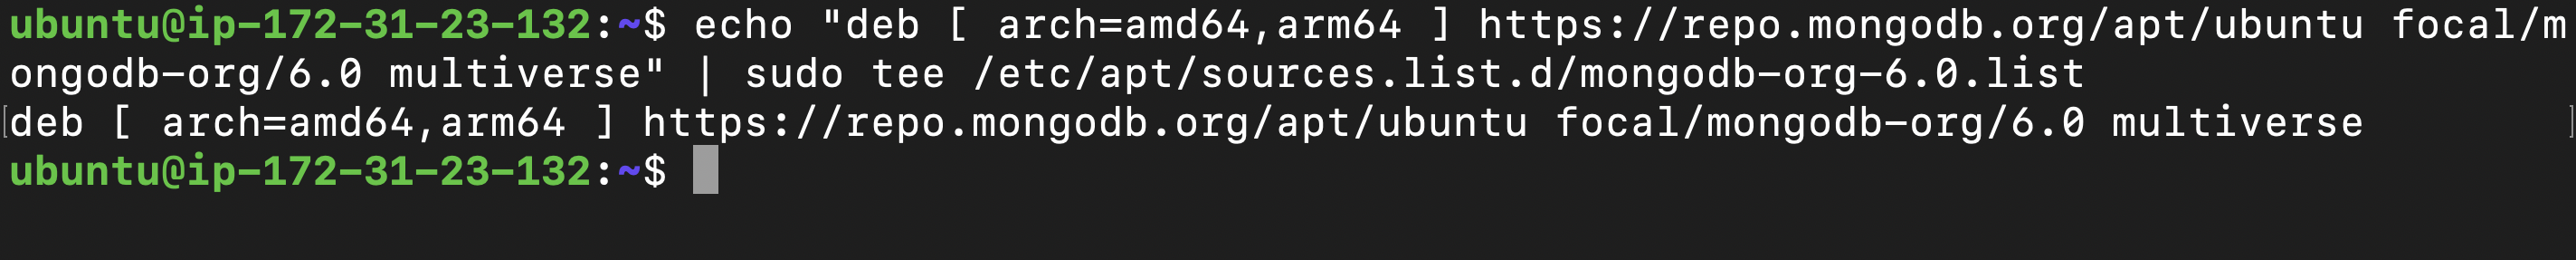 ubuntu@ip-172-31-23-132:~$ echo "deb [ arch=amd64,arm64 ] https://repo.mongodb.org/apt/ubuntu focal/m
ongodb-org/6.0 multiverse" | sudo tee /etc/apt/sources.list.d/mongodb-org-6.0.list
[deb [ arch=amd64,arm64 ] https://repo.mongodb.org/apt/ubuntu focal/mongodb-org/6.0 multiverse ]
ubuntu@ip-172-31-23-132:~$